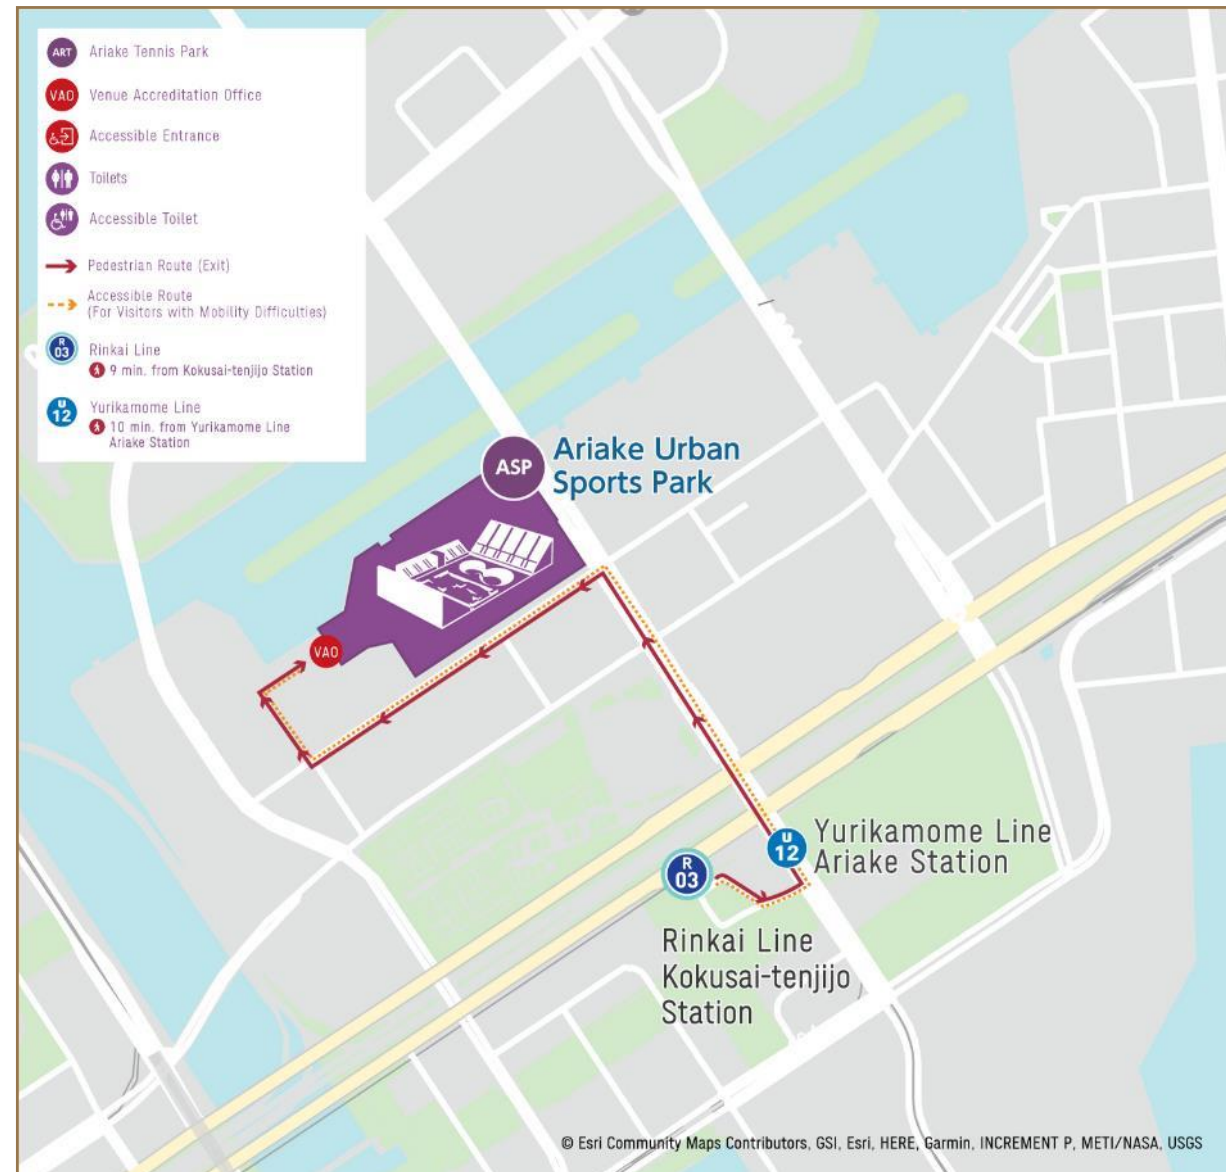 ART Ariake Tennis Park
VAO Venue Accreditation Office
Accessible Entrance
Toilets
Accessible Toilet
Pedestrian Route (Exit)
Accessible Route
(For Visitors with Mobility Difficulties)
R 03 Rinkai Line
9 min. from Kokusai-tenjijo Station
U 12 Yurikamome Line
10 min. from Yurikamome Line
Ariake Station
ASP
Ariake Urban
Sports Park
VAO
U
12
Yurikamome Line
Ariake Station
R
03
Rinkai Line
Kokusai-tenjijo
Station
© Esri Community Maps Contributors, GSI, Esri, HERE, Garmin, INCREMENT P, METI/NASA, USGS